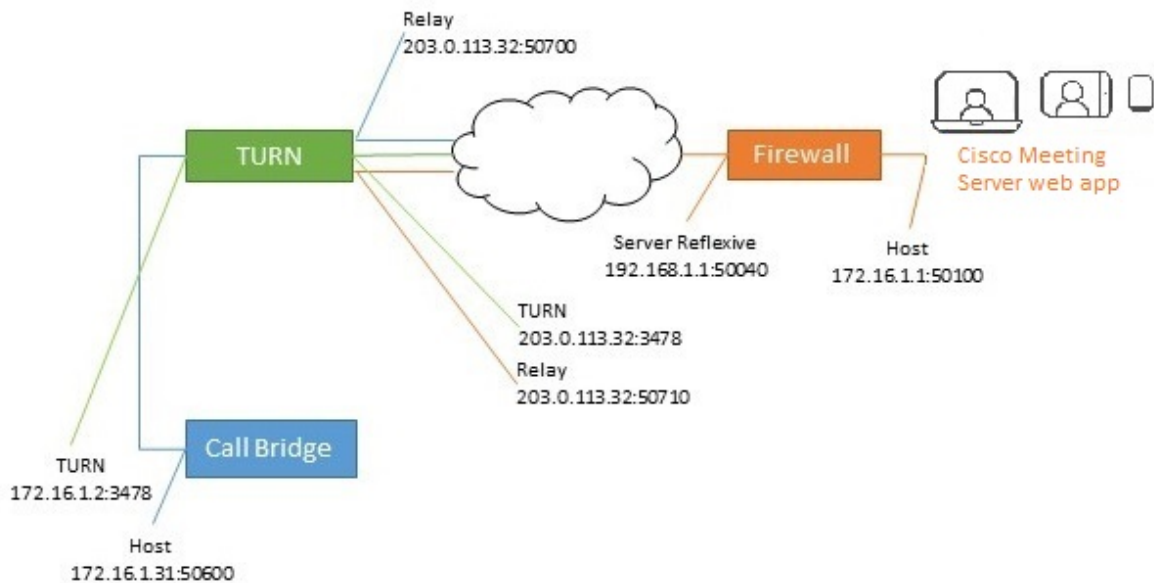 Relay
203.0.113.32:50700
TURN
Firewall
Cisco Meeting
Server web app
Server Reflexive
192.168.1.1:50040
Host
172.16.1.1:50100
TURN
203.0.113.32:3478
Relay
203.0.113.32:50710
Call Bridge
TURN
172.16.1.2:3478
Host
172.16.1.31:50600